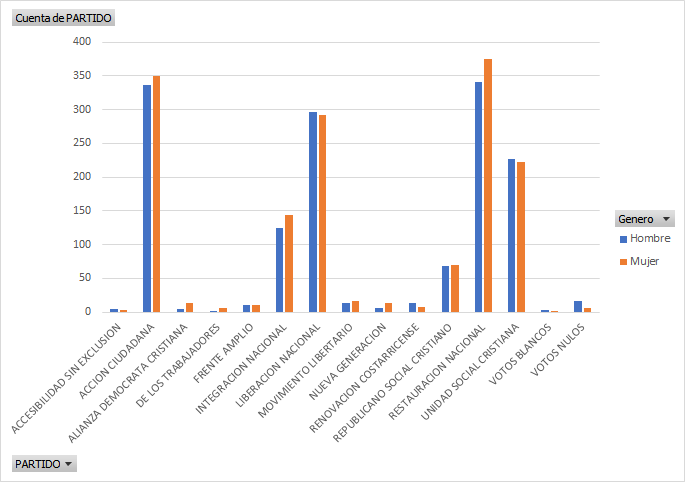 Cuenta de PARTIDO
400
350
300
250
200
150
100
50
0
ACCESIBILIDAD SIN EXCLUSION
ACCION CIUDADANA
ALIANZA DEMOCRATA CRISTIANA
DE LOS TRABAJADORES
FRENTE AMPLIO
INTEGRACION NACIONAL
LIBERACION NACIONAL
MOVIMIENTO LIBERTARIO
NUEVA GENERACION
RENOVACION COSTARRICENSE
REPUBLICANO SOCIAL CRISTIANO
RESTAURACION NACIONAL
UNIDAD SOCIAL CRISTIANA
VOTOS BLANCOS
VOTOS NULOS
Genero
Hombre
Mujer
PARTIDO